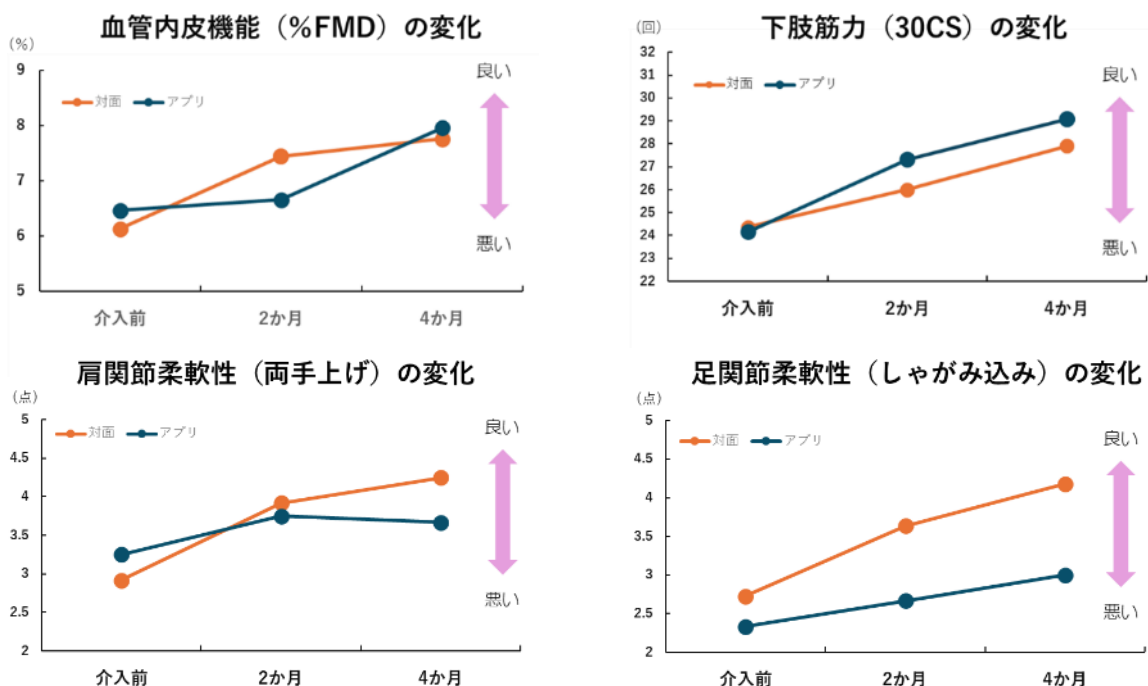 血管内皮機能（%FMD）の変化
(%)
9
8
7
6
5
対面 アプリ
良い
悪い
介入前 2か月 4か月
下肢筋力（30CS）の変化
(回)
32
31
30
29
28
27
26
25
24
23
22
対面 アプリ
良い
悪い
介入前 2か月 4か月
肩関節柔軟性（両手上げ）の変化
(点)
5
4.5
4
3.5
3
2.5
2
対面 アプリ
良い
悪い
介入前 2か月 4か月
足関節柔軟性（しゃがみ込み）の変化
(点)
5
4.5
4
3.5
3
2.5
2
対面 アプリ
良い
悪い
介入前 2か月 4か月